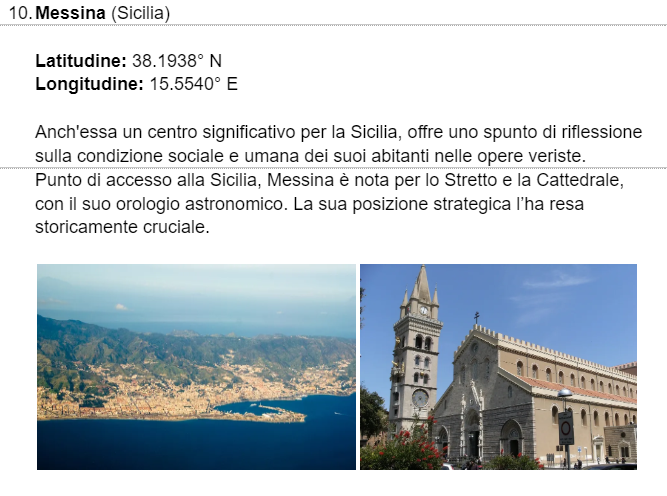 10. Messina (Sicilia)
Latitudine: 38.1938° N
Longitudine: 15.5540° E
Anch'essa un centro significativo per la Sicilia, offre uno spunto di riflessione
sulla condizione sociale e umana dei suoi abitanti nelle opere veriste.
Punto di accesso alla Sicilia, Messina è nota per lo Stretto e la Cattedrale,
con il suo orologio astronomico. La sua posizione strategica l’ha resa
storicamente cruciale.